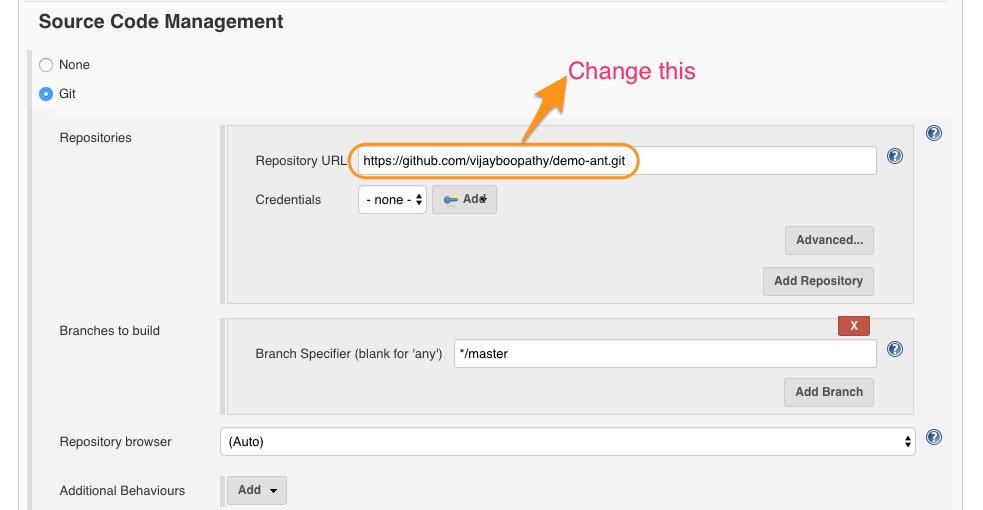 Source Code Management
None
Change this
Git
Repositories
Repository URL https://github.com/vijayboopathy/demo-ant.git
Credentials - none - Add
Advanced...
Add Repository
Branches to build
X
Branch Specifier (blank for 'any') */master
Add Branch
Repository browser (Auto)
Additional Behaviours Add